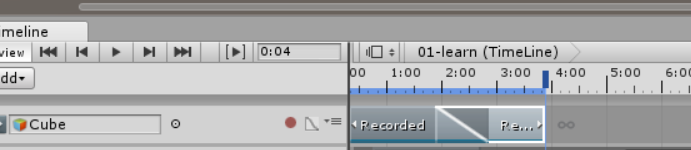 meline
view 0:04 01-learn (TimeLine)
dd 00 1:00 2:00 3:00 4:00 5:00 6:0
Cube Recorded Re...